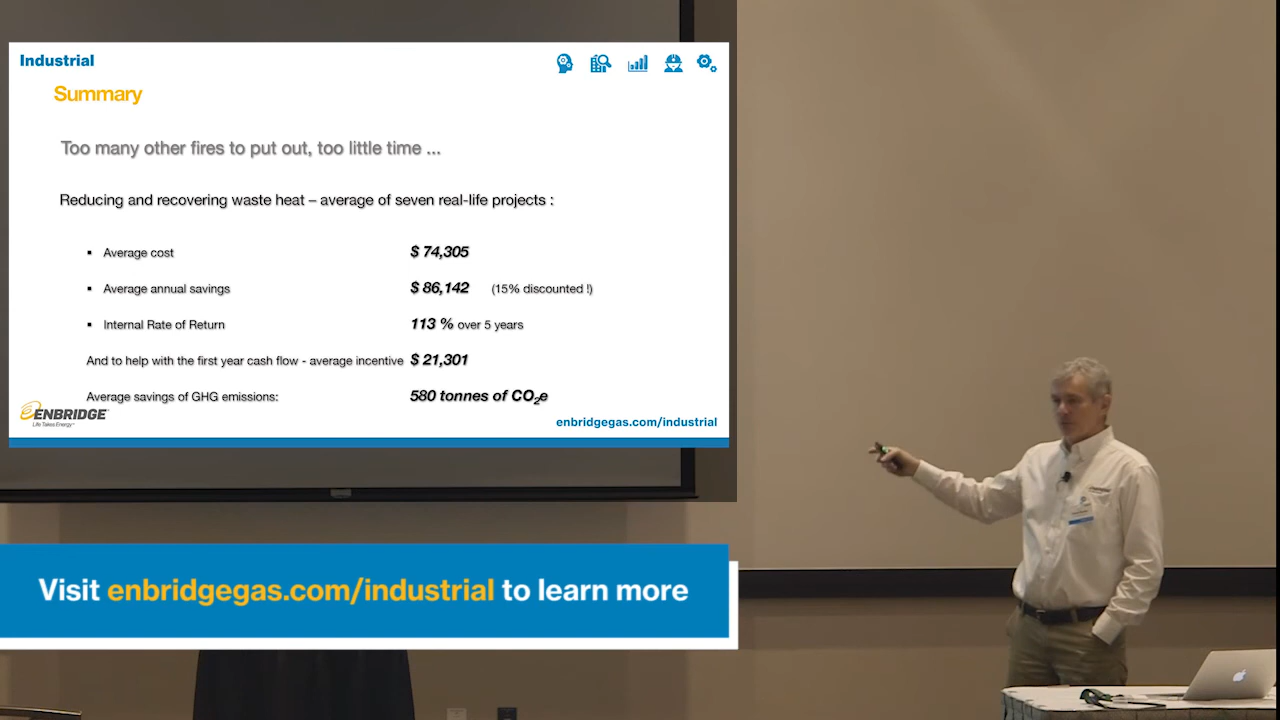 Industrial
Summary
Too many other fires to put out, too little time ...
Reducing and recovering waste heat – average of seven real-life projects :
▪ Average cost $ 74,305
▪ Average annual savings $ 86,142 (15% discounted !)
▪ Internal Rate of Return 113 % over 5 years
And to help with the first year cash flow - average incentive $ 21,301
Average savings of GHG emissions: 580 tonnes of CO₂e
ENBRIDGE
Life Takes Energy™
enbridgegas.com/industrial
Visit enbridgegas.com/industrial to learn more